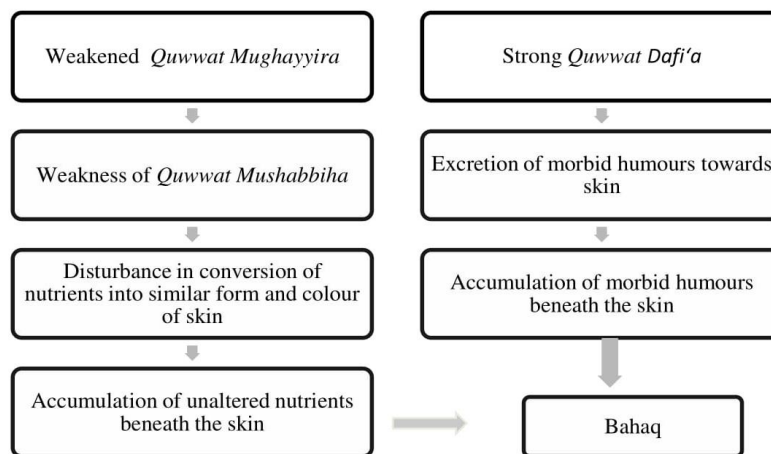 Weakened Quwwat Mughayyira
Weakness of Quwwat Mushabbiha
Disturbance in conversion of
nutrients into similar form and colour
of skin
Accumulation of unaltered nutrients
beneath the skin
Strong Quwwat Dafi‘a
Excretion of morbid humours towards
skin
Accumulation of morbid humours
beneath the skin
Bahaq